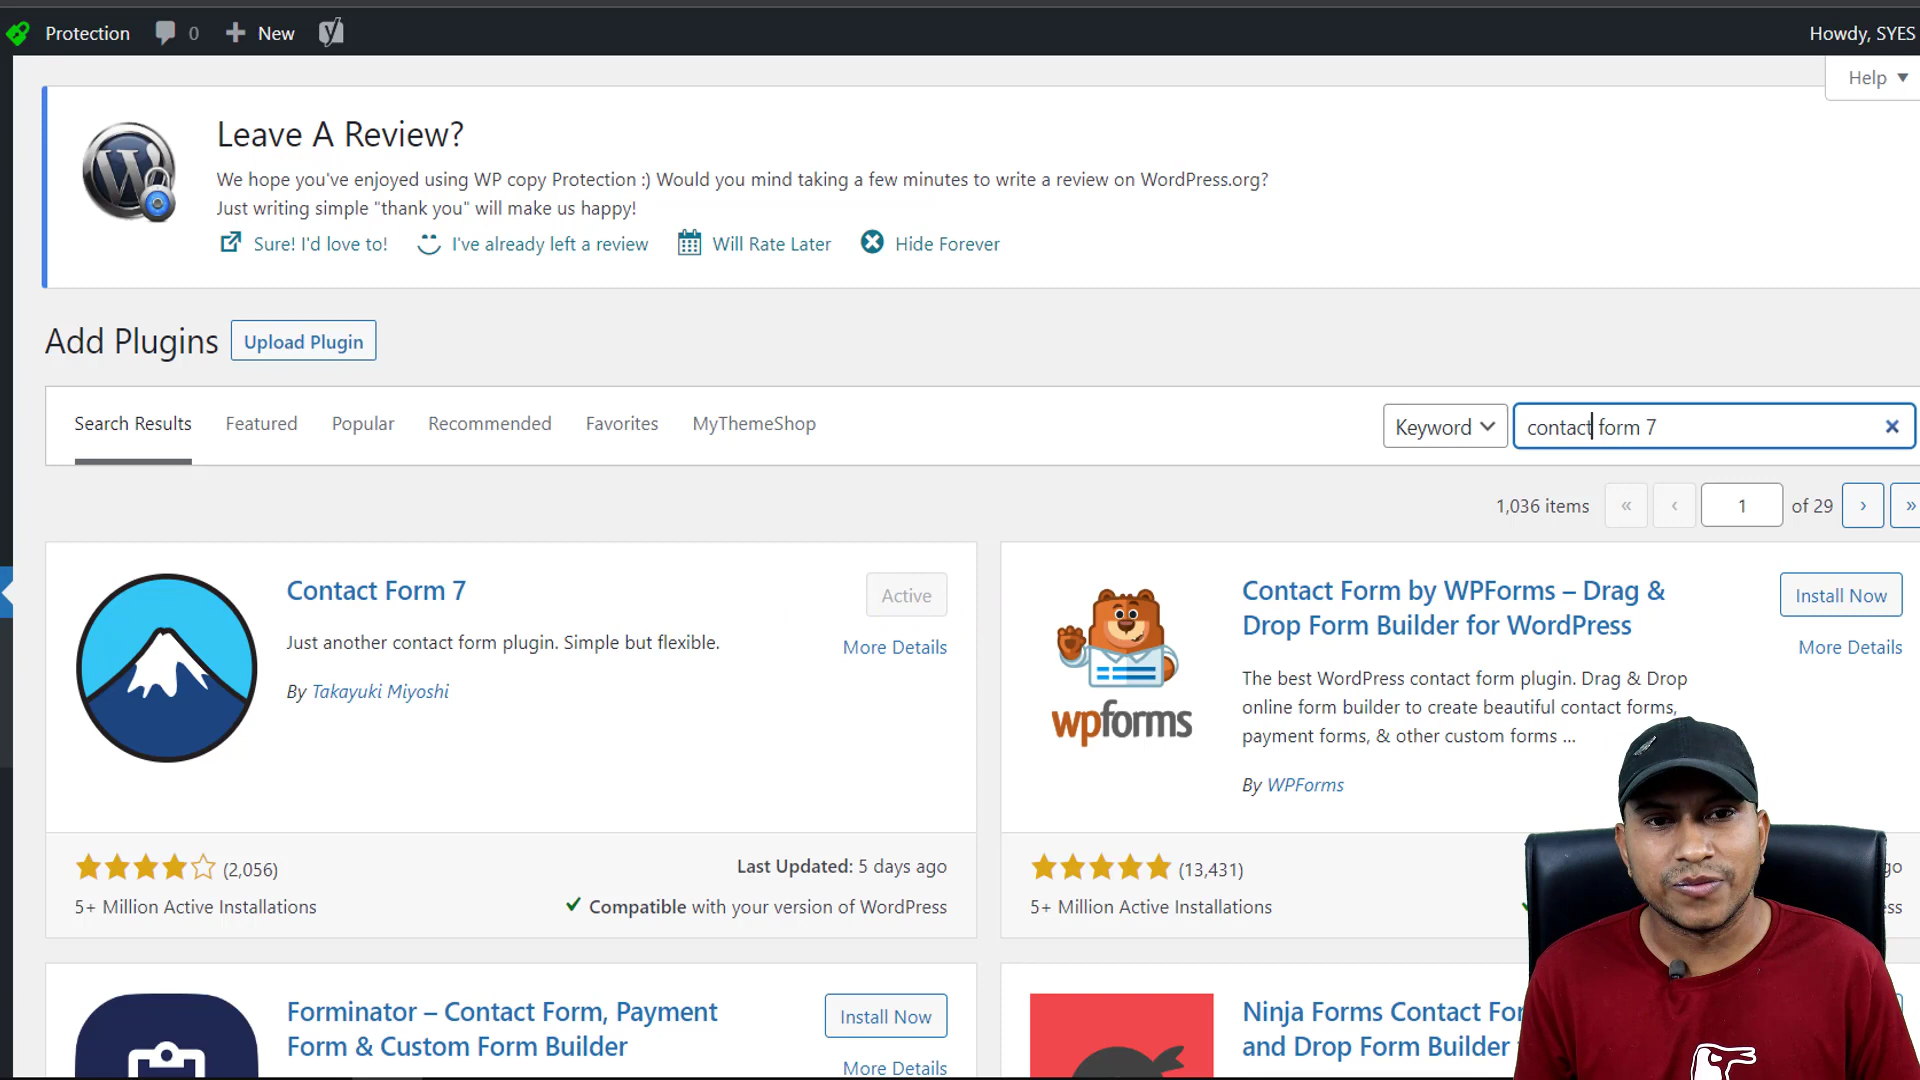 Protection 0 New
Howdy, SYES
Help
Leave A Review?
We hope you've enjoyed using WP copy Protection :) Would you mind taking a few minutes to write a review on WordPress.org?
Just writing simple "thank you" will make us happy!
Sure! I'd love to! I've already left a review Will Rate Later Hide Forever
Add Plugins Upload Plugin
Search Results Featured Popular Recommended Favorites MyThemeShop
Keyword contact form 7
1,036 items « ‹ 1 of 29 › »
Contact Form 7
Active
Just another contact form plugin. Simple but flexible.
More Details
By Takayuki Miyoshi
(2,056)
Last Updated: 5 days ago
5+ Million Active Installations
Compatible with your version of WordPress
Contact Form by WPForms – Drag &
Drop Form Builder for WordPress
Install Now
More Details
The best WordPress contact form plugin. Drag & Drop
online form builder to create beautiful contact forms,
payment forms, & other custom forms ...
wpforms
By WPForms
(13,431)
go
5+ Million Active Installations
ess
Forminator – Contact Form, Payment
Form & Custom Form Builder
Install Now
More Details
Ninja Forms Contact For
and Drop Form Builder